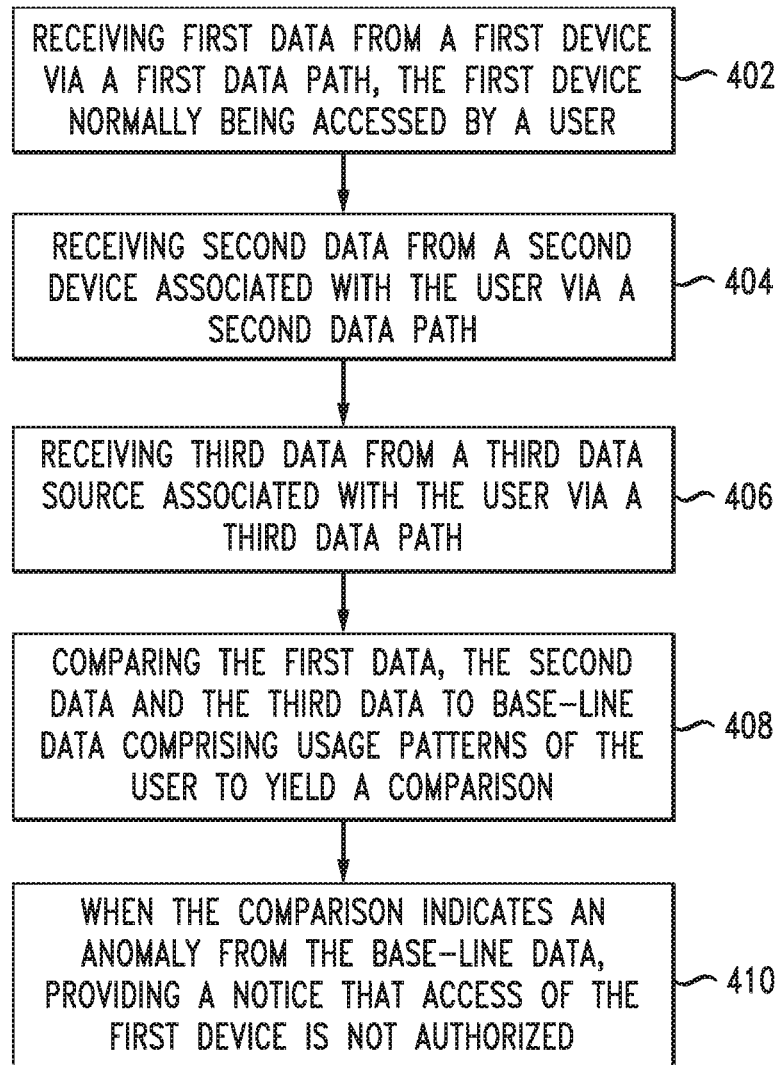 RECEIVING FIRST DATA FROM A FIRST DEVICE
VIA A FIRST DATA PATH, THE FIRST DEVICE
NORMALLY BEING ACCESSED BY A USER
402
RECEIVING SECOND DATA FROM A SECOND
DEVICE ASSOCIATED WITH THE USER VIA A
SECOND DATA PATH
404
RECEIVING THIRD DATA FROM A THIRD DATA
SOURCE ASSOCIATED WITH THE USER VIA A
THIRD DATA PATH
406
COMPARING THE FIRST DATA, THE SECOND
DATA AND THE THIRD DATA TO BASE-LINE
DATA COMPRISING USAGE PATTERNS OF THE
USER TO YIELD A COMPARISON
408
WHEN THE COMPARISON INDICATES AN
ANOMALY FROM THE BASE-LINE DATA,
PROVIDING A NOTICE THAT ACCESS OF THE
FIRST DEVICE IS NOT AUTHORIZED
410